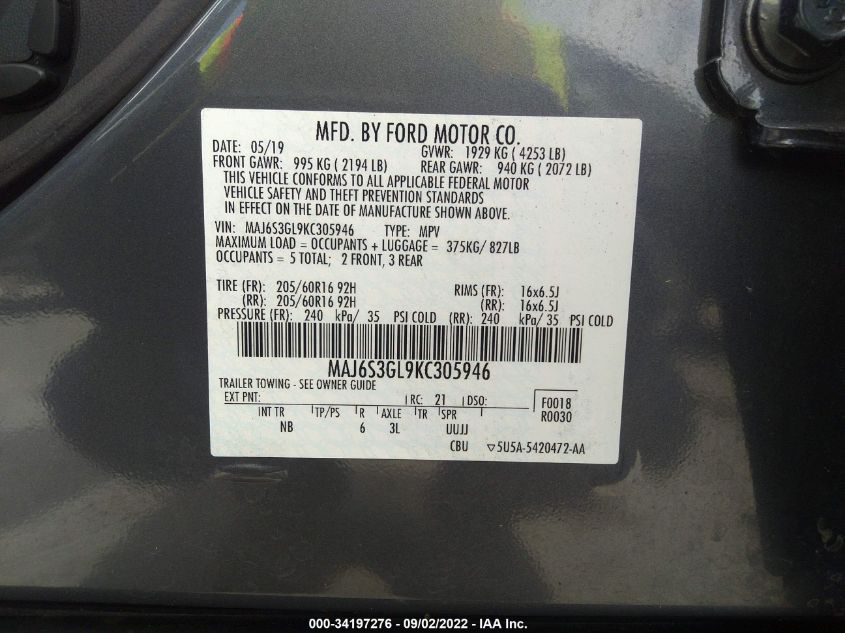 MFD. BY FORD MOTOR CO.
DATE: 05/19 GVWR: 1929 KG ( 4253 LB)
FRONT GAWR: 995 KG ( 2194 LB) REAR GAWR: 940 KG ( 2072 LB)
THIS VEHICLE CONFORMS TO ALL APPLICABLE FEDERAL MOTOR
VEHICLE SAFETY AND THEFT PREVENTION STANDARDS
IN EFFECT ON THE DATE OF MANUFACTURE SHOWN ABOVE.
VIN: MAJ6S3GL9KC305946 TYPE: MPV
MAXIMUM LOAD = OCCUPANTS + LUGGAGE = 375KG/ 827LB
OCCUPANTS = 5 TOTAL; 2 FRONT, 3 REAR
TIRE (FR): 205/60R16 92H RIMS (FR): 16x6.5J
(RR): 205/60R16 92H (RR): 16x6.5J
PRESSURE (FR): 240 kPa/ 35 PSI COLD (RR): 240 kPa/ 35 PSI COLD
MAJ6S3GL9KC305946
TRAILER TOWING - SEE OWNER GUIDE
EXT PNT: RC: 21 DSO: F0018
INT TR TP/PS R AXLE TR SPR R0030
NB 6 3L UUJJ
CBU ▽5U5A-5420472-AA
000-34197276 - 09/02/2022 - IAA Inc.